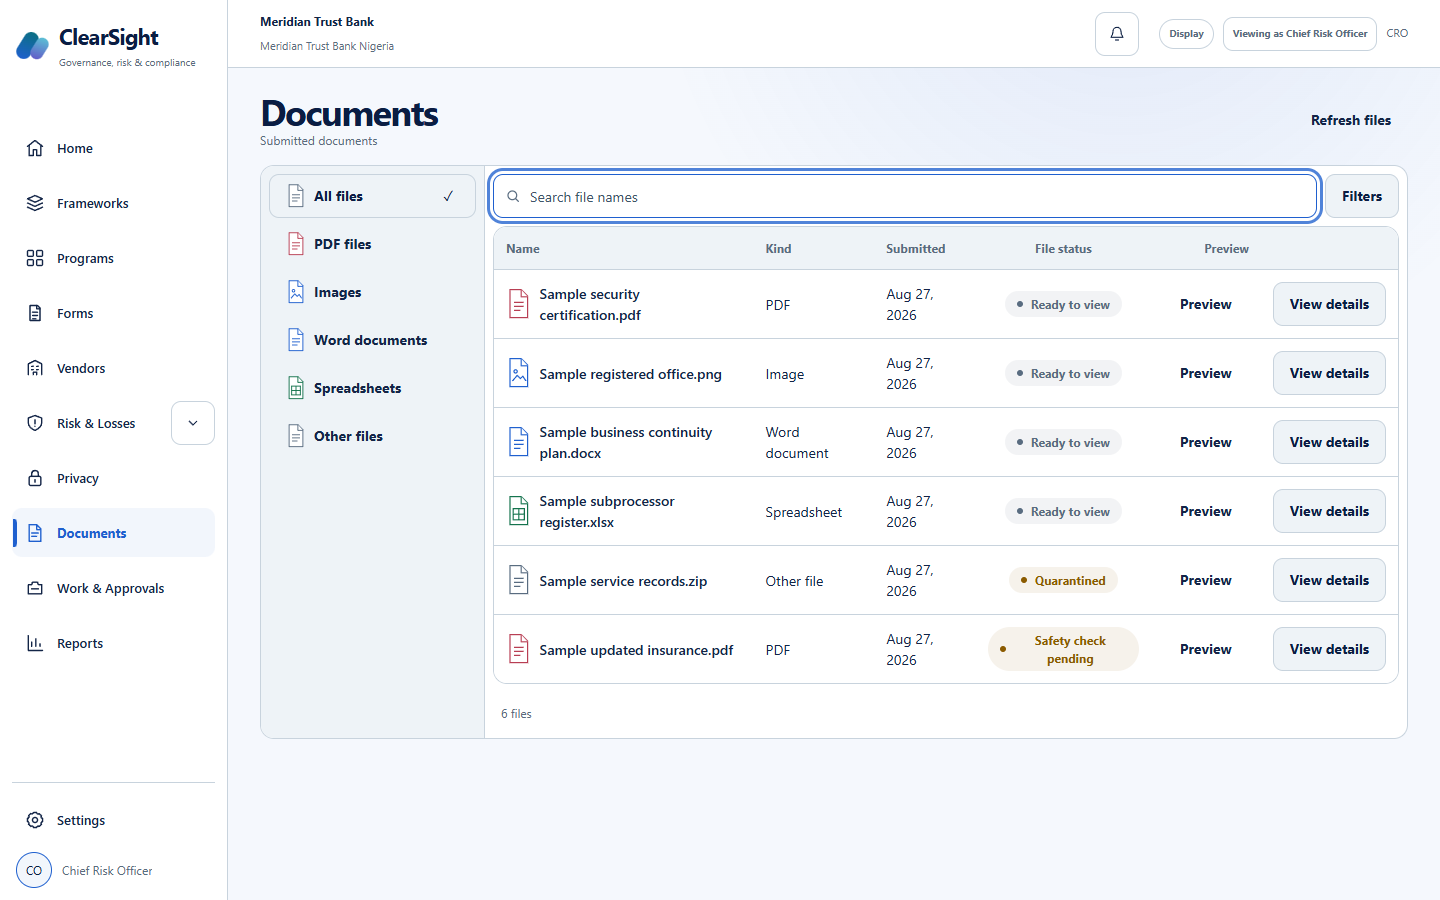 ClearSight
Governance, risk & compliance
Meridian Trust Bank
Meridian Trust Bank Nigeria
Display
Viewing as Chief Risk Officer
CRO
Home
Frameworks
Programs
Forms
Vendors
Risk & Losses
Privacy
Documents
Work & Approvals
Reports
Settings
CO
Chief Risk Officer
Documents
Submitted documents
Refresh files
All files
PDF files
Images
Word documents
Spreadsheets
Other files
Search file names
Filters
Name Kind Submitted File status Preview
Sample security
certification.pdf
PDF
Aug 27,
2026
Ready to view
Preview
View details
Sample registered office.png
Image
Aug 27,
2026
Ready to view
Preview
View details
Sample business continuity
plan.docx
Word
document
Aug 27,
2026
Ready to view
Preview
View details
Sample subprocessor
register.xlsx
Spreadsheet
Aug 27,
2026
Ready to view
Preview
View details
Sample service records.zip
Other file
Aug 27,
2026
Quarantined
Preview
View details
Sample updated insurance.pdf
PDF
Aug 27,
2026
Safety check
pending
Preview
View details
6 files